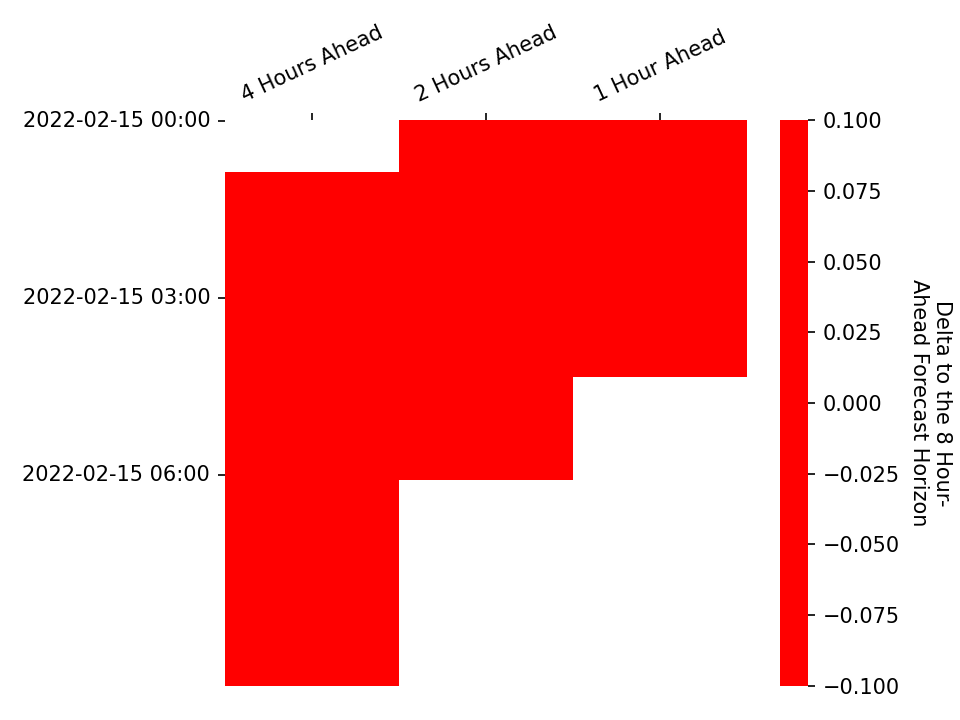 4 Hours Ahead
2 Hours Ahead
1 Hour Ahead
2022-02-15 00:00
2022-02-15 03:00
2022-02-15 06:00
0.100
0.075
0.050
0.025
0.000
−0.025
−0.050
−0.075
−0.100
Delta to the 8 Hour-
Ahead Forecast Horizon